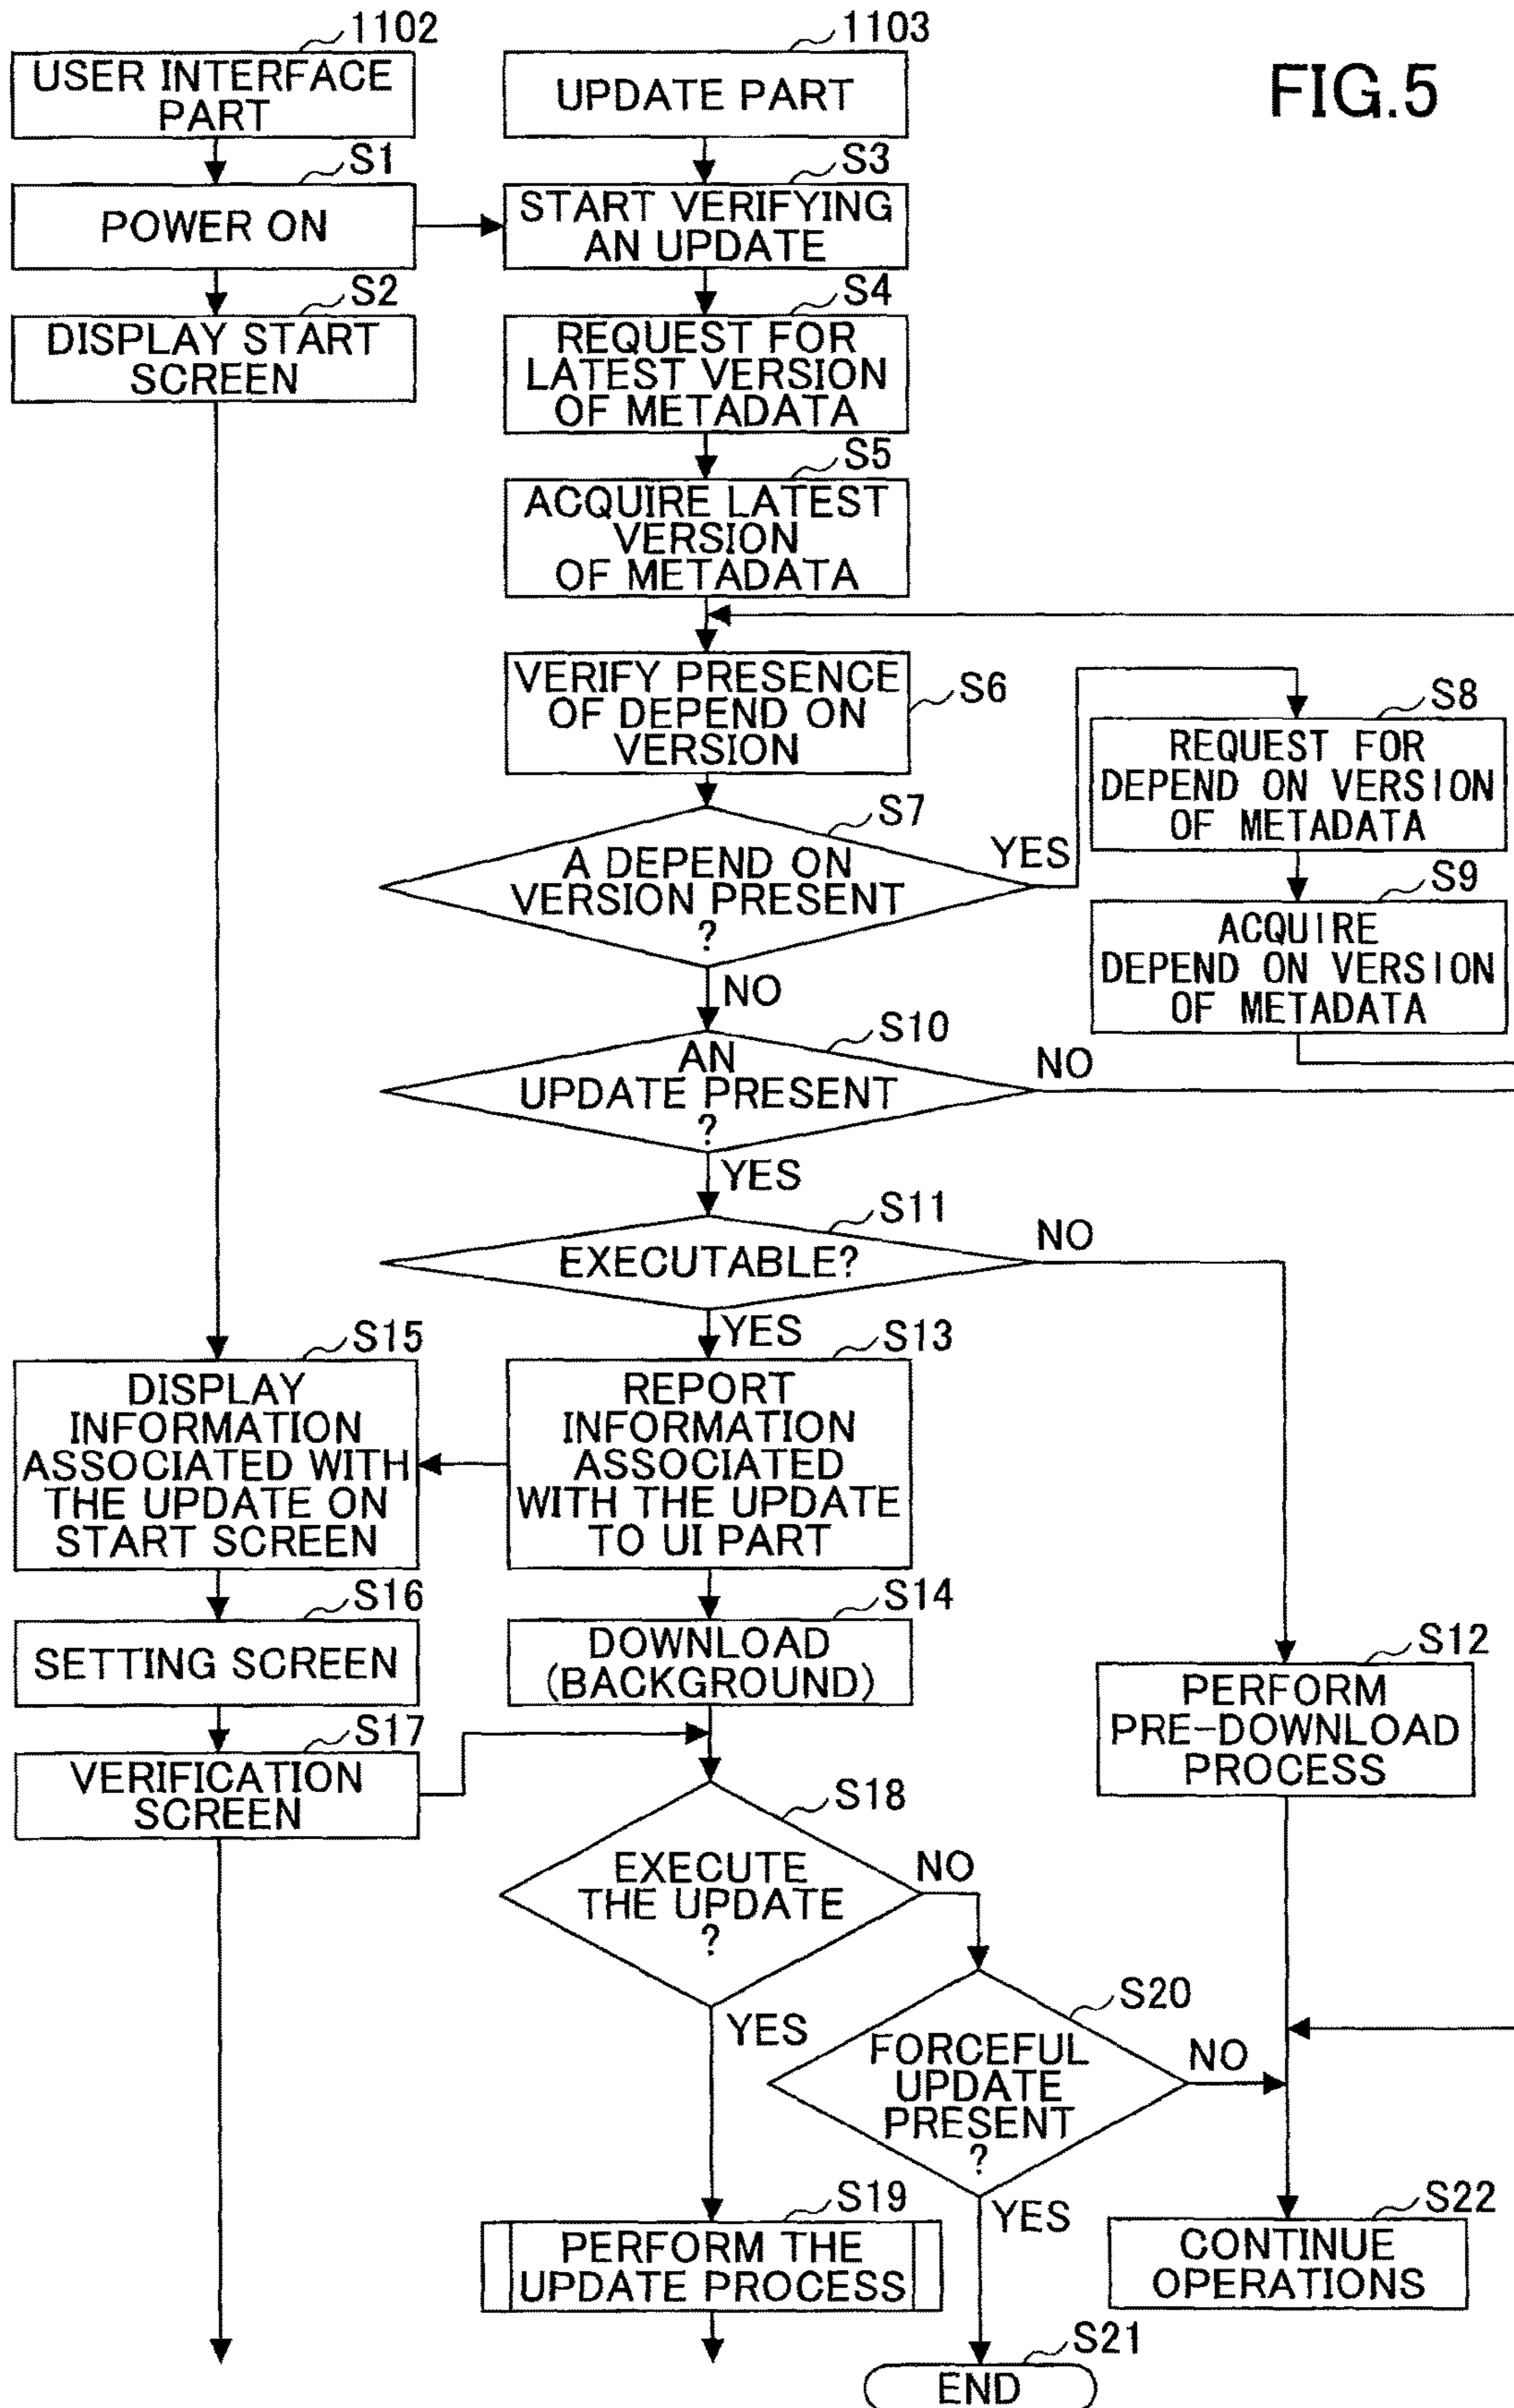 FIG.5
1102
USER INTERFACE
PART
1103
UPDATE PART
S1
POWER ON
S3
START VERIFYING
AN UPDATE
S2
DISPLAY START
SCREEN
S4
REQUEST FOR
LATEST VERSION
OF METADATA
S5
ACQUIRE LATEST
VERSION
OF METADATA
S6
VERIFY PRESENCE
OF DEPEND ON
VERSION
S7
A DEPEND ON
VERSION PRESENT
?
YES
NO
S8
REQUEST FOR
DEPEND ON VERSION
OF METADATA
S9
ACQUIRE
DEPEND ON VERSION
OF METADATA
S10
AN
UPDATE PRESENT
?
NO
YES
S11
EXECUTABLE?
NO
YES
S15
DISPLAY
INFORMATION
ASSOCIATED WITH
THE UPDATE ON
START SCREEN
S13
REPORT
INFORMATION
ASSOCIATED
WITH THE UPDATE
TO UI PART
S16
SETTING SCREEN
S14
DOWNLOAD
(BACKGROUND)
S12
PERFORM
PRE-DOWNLOAD
PROCESS
S17
VERIFICATION
SCREEN
S18
EXECUTE
THE UPDATE
?
NO
YES
S20
FORCEFUL
UPDATE
PRESENT
?
NO
YES
S19
PERFORM THE
UPDATE PROCESS
S22
CONTINUE
OPERATIONS
S21
END